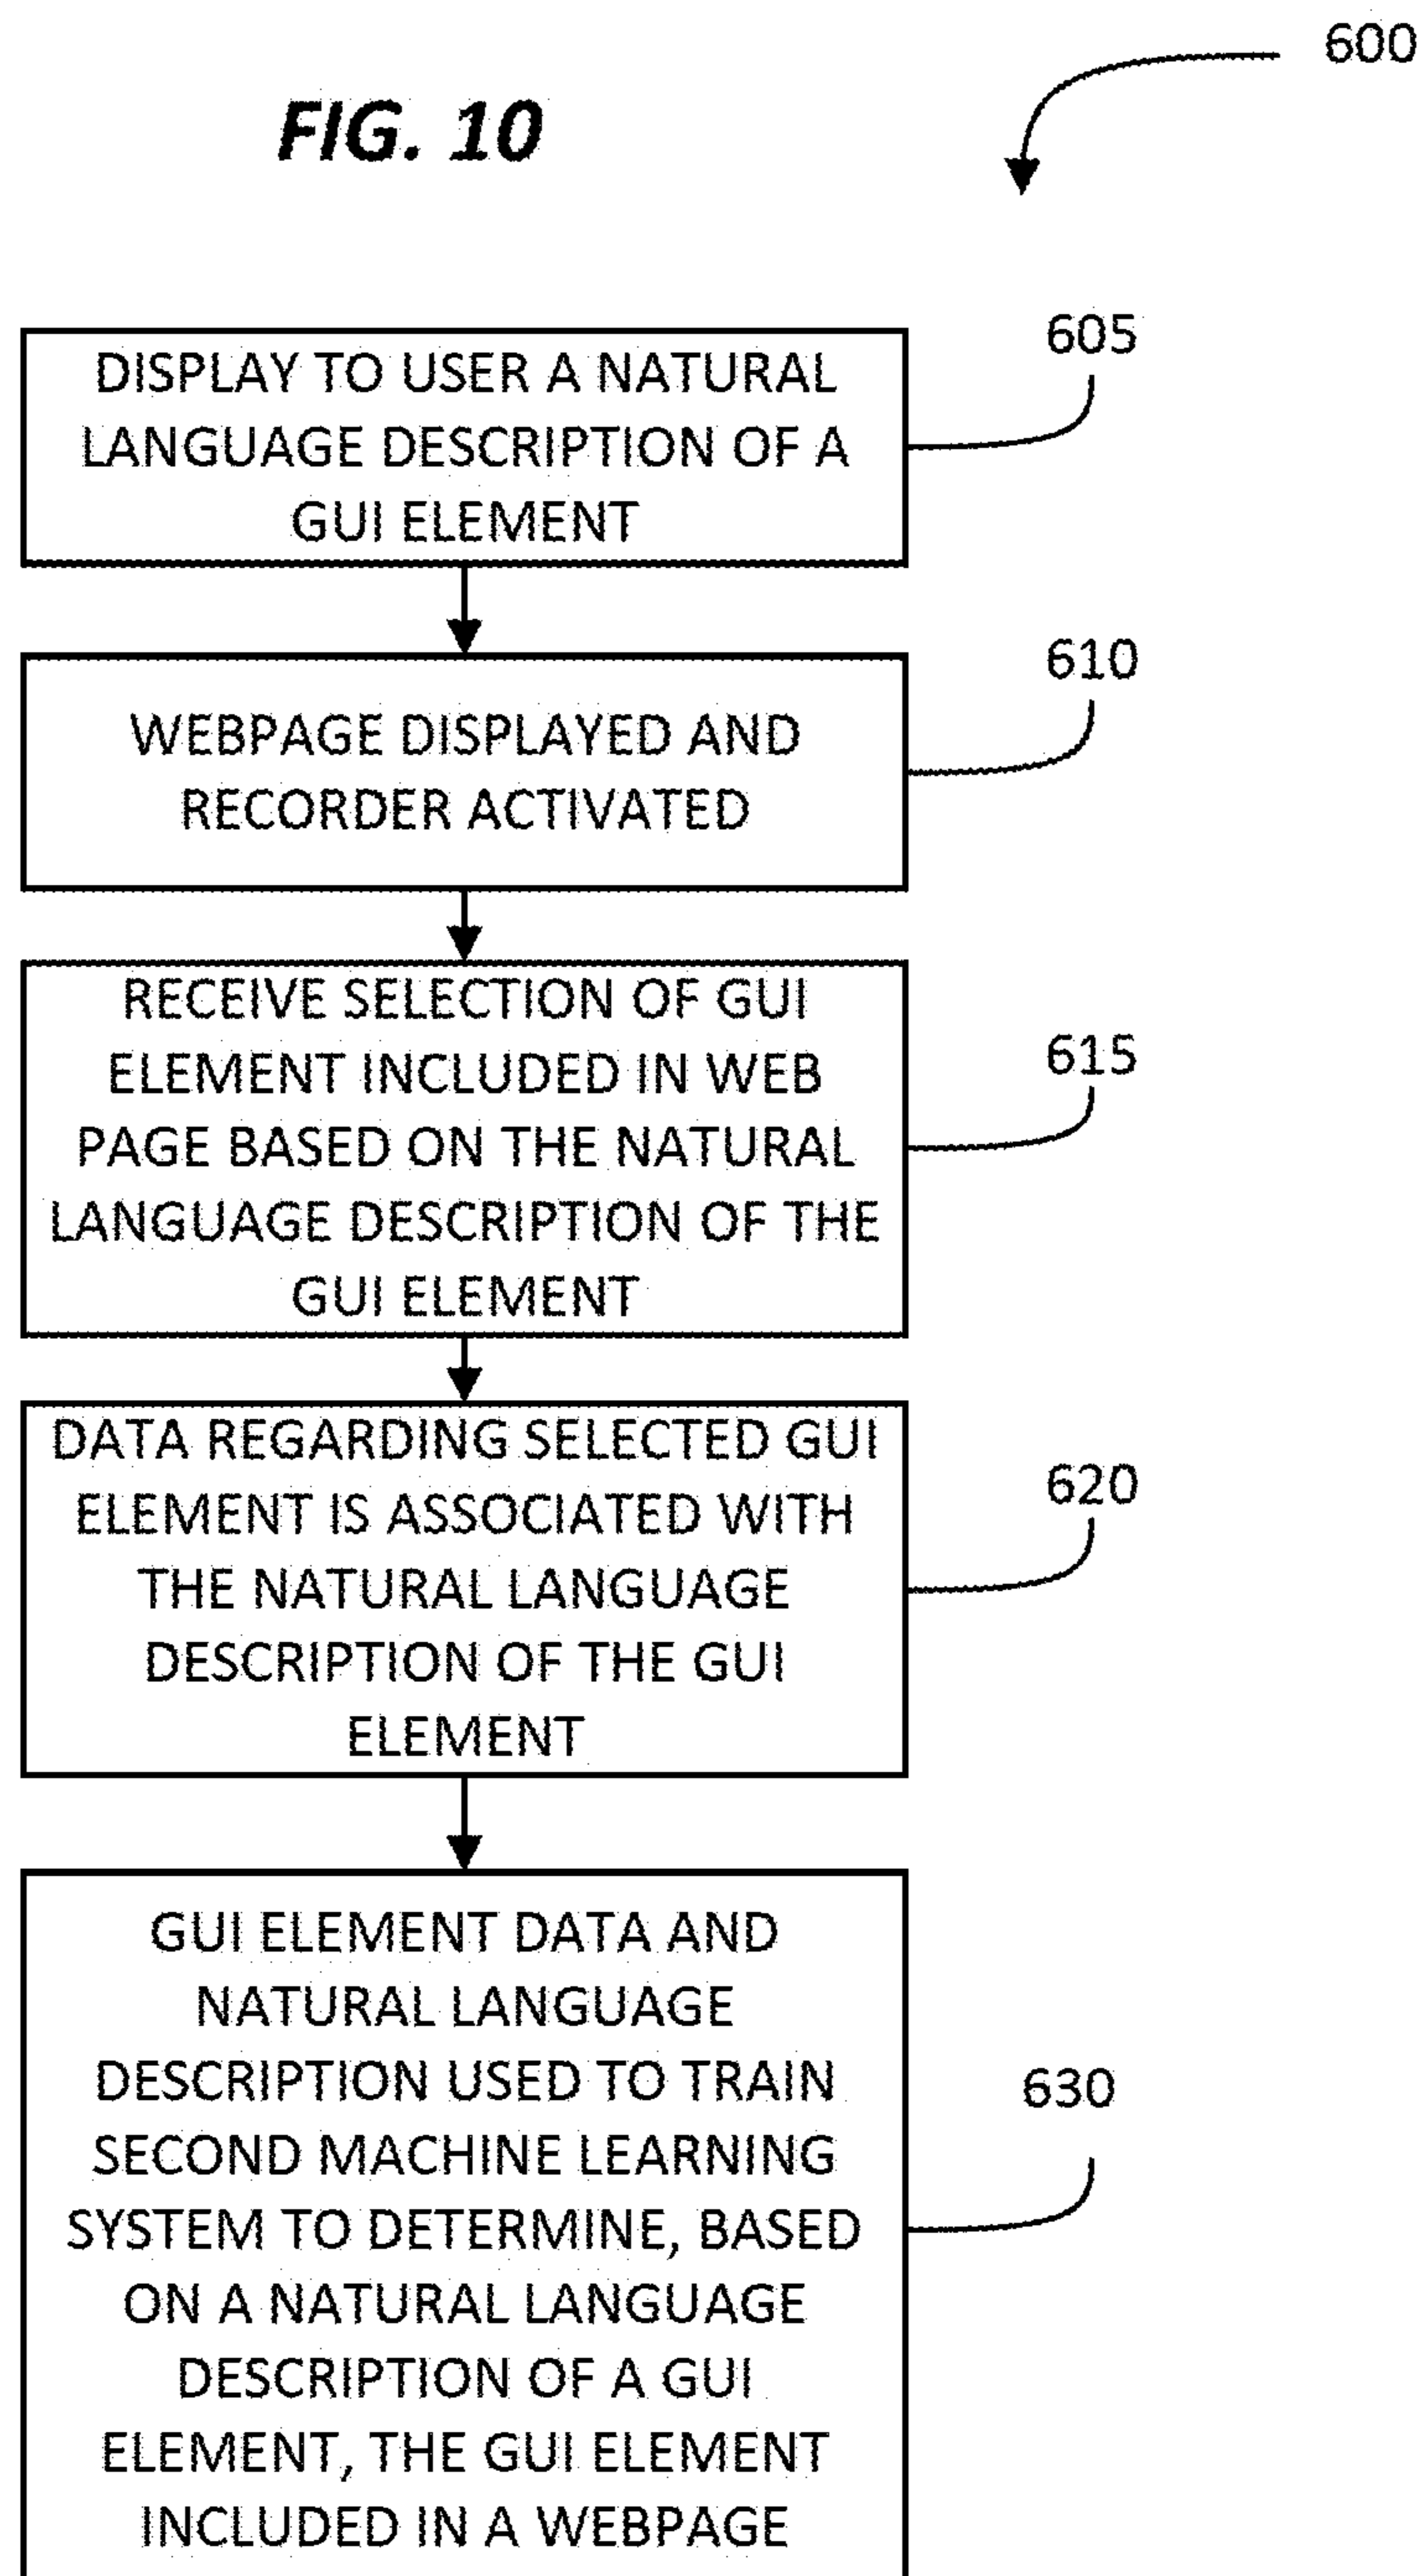 600
FIG. 10
605
DISPLAY TO USER A NATURAL
LANGUAGE DESCRIPTION OF A
GUI ELEMENT
610
WEBPAGE DISPLAYED AND
RECORDER ACTIVATED
615
RECEIVE SELECTION OF GUI
ELEMENT INCLUDED IN WEB
PAGE BASED ON THE NATURAL
LANGUAGE DESCRIPTION OF THE
GUI ELEMENT
620
DATA REGARDING SELECTED GUI
ELEMENT IS ASSOCIATED WITH
THE NATURAL LANGUAGE
DESCRIPTION OF THE GUI
ELEMENT
630
GUI ELEMENT DATA AND
NATURAL LANGUAGE
DESCRIPTION USED TO TRAIN
SECOND MACHINE LEARNING
SYSTEM TO DETERMINE, BASED
ON A NATURAL LANGUAGE
DESCRIPTION OF A GUI
ELEMENT, THE GUI ELEMENT
INCLUDED IN A WEBPAGE